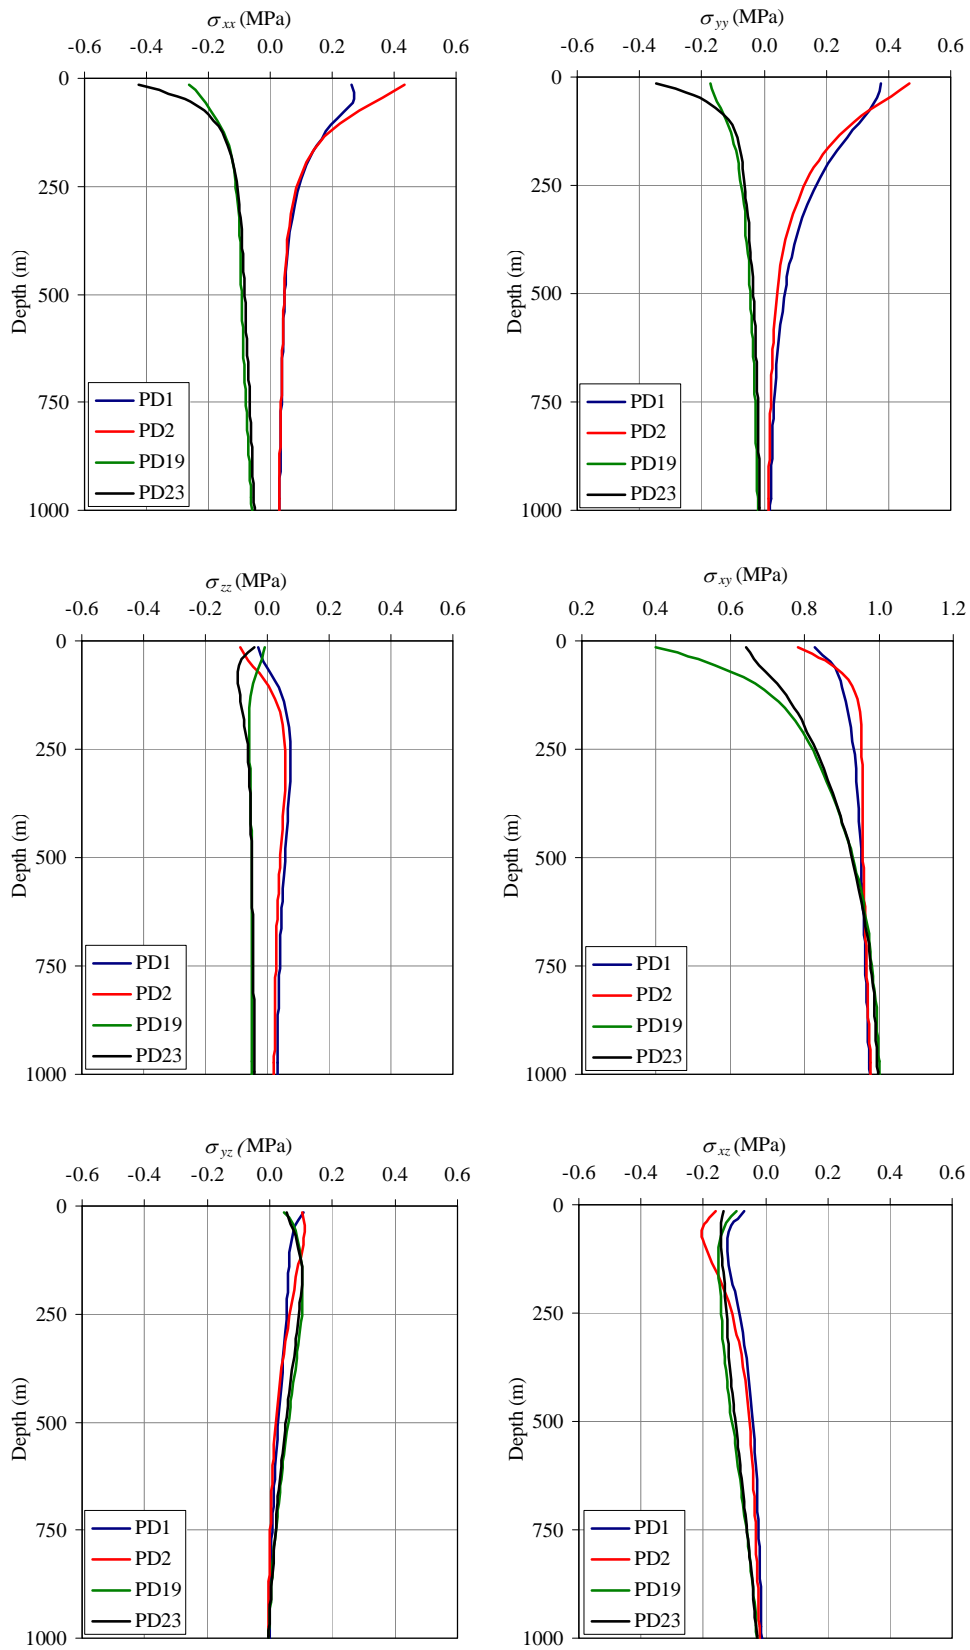 σxx (MPa)
-0.6 -0.4 -0.2 0.0 0.2 0.4 0.6
0
250
500
750
1000
Depth (m)
PD1
PD2
PD19
PD23
σyy (MPa)
-0.6 -0.4 -0.2 0.0 0.2 0.4 0.6
0
250
500
750
1000
Depth (m)
PD1
PD2
PD19
PD23
σzz (MPa)
-0.6 -0.4 -0.2 0.0 0.2 0.4 0.6
0
250
500
750
1000
Depth (m)
PD1
PD2
PD19
PD23
σxy (MPa)
0.2 0.4 0.6 0.8 1.0 1.2
0
250
500
750
1000
Depth (m)
PD1
PD2
PD19
PD23
σyz (MPa)
-0.6 -0.4 -0.2 0.0 0.2 0.4 0.6
0
250
500
750
1000
Depth (m)
PD1
PD2
PD19
PD23
σxz (MPa)
-0.6 -0.4 -0.2 0.0 0.2 0.4 0.6
0
250
500
750
1000
Depth (m)
PD1
PD2
PD19
PD23